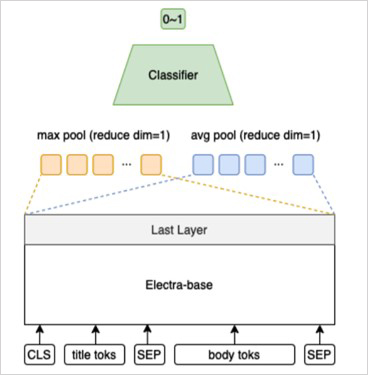 0~1
Classifier
max pool (reduce dim=1) avg pool (reduce dim=1)
... ...
Last Layer
Electra-base
CLS title toks SEP body toks SEP